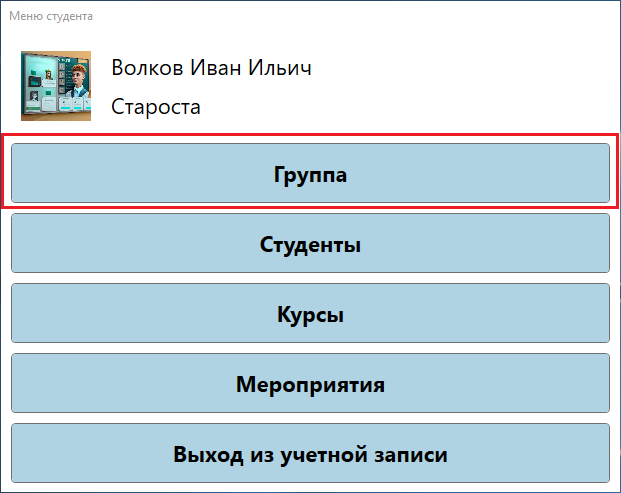 Меню студента
Волков Иван Ильич
Староста
Группа
Студенты
Курсы
Мероприятия
Выход из учетной записи